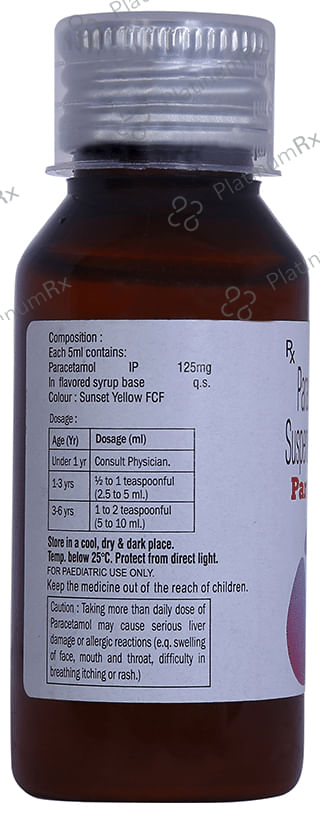 Composition :
Each 5ml contains:
Paracetamol IP 125mg
In flavored syrup base q.s.
Colour : Sunset Yellow FCF
Dosage :
Age (Yr) Dosage (ml)
Under 1 yr Consult Physician.
1-3 yrs ½ to 1 teaspoonful
(2.5 to 5 ml.)
3-6 yrs 1 to 2 teaspoonful
(5 to 10 ml.)
Store in a cool, dry & dark place.
Temp. below 25°C. Protect from direct light.
FOR PAEDIATRIC USE ONLY.
Keep the medicine out of the reach of children.
Caution : Taking more than daily dose of
Paracetamol may cause serious liver
damage or allergic reactions (e.q. swelling
of face, mouth and throat, difficulty in
breathing itching or rash.)
Rx
Para
Suspen
Par
PlatinumRx